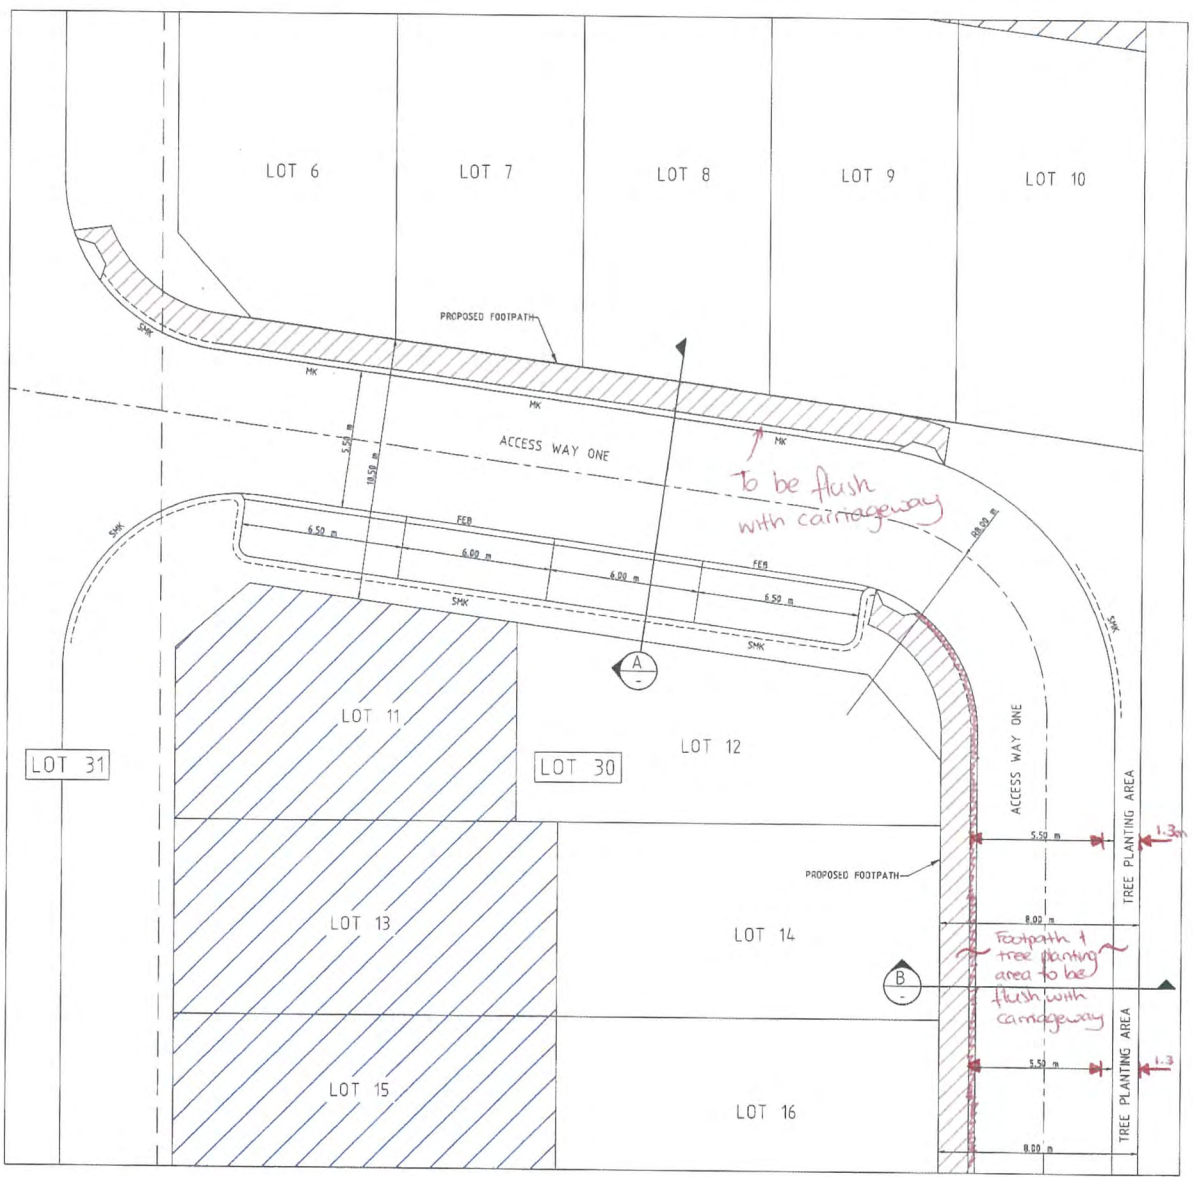 LOT 6
LOT 7
LOT 8
LOT 9
LOT 10
PROPOSED FOOTPATH
SMK
MK
MK
MK
5.50 m
10.50 m
ACCESS WAY ONE
To be flush
with carriageway
R8.00 m
SMK
FEB
6.50 m
6.00 m
FEB
6.00 m
6.50 m
SMK
SMK
SMK
A
-
LOT 11
LOT 12
LOT 31
LOT 30
ACCESS WAY ONE
TREE PLANTING AREA
5.50 m
1.3m
PROPOSED FOOTPATH
LOT 13
LOT 14
8.00 m
Footpath &
tree planting
area to be
flush with
carriageway
B
-
TREE PLANTING AREA
5.50 m
1.3
LOT 15
LOT 16
8.00 m